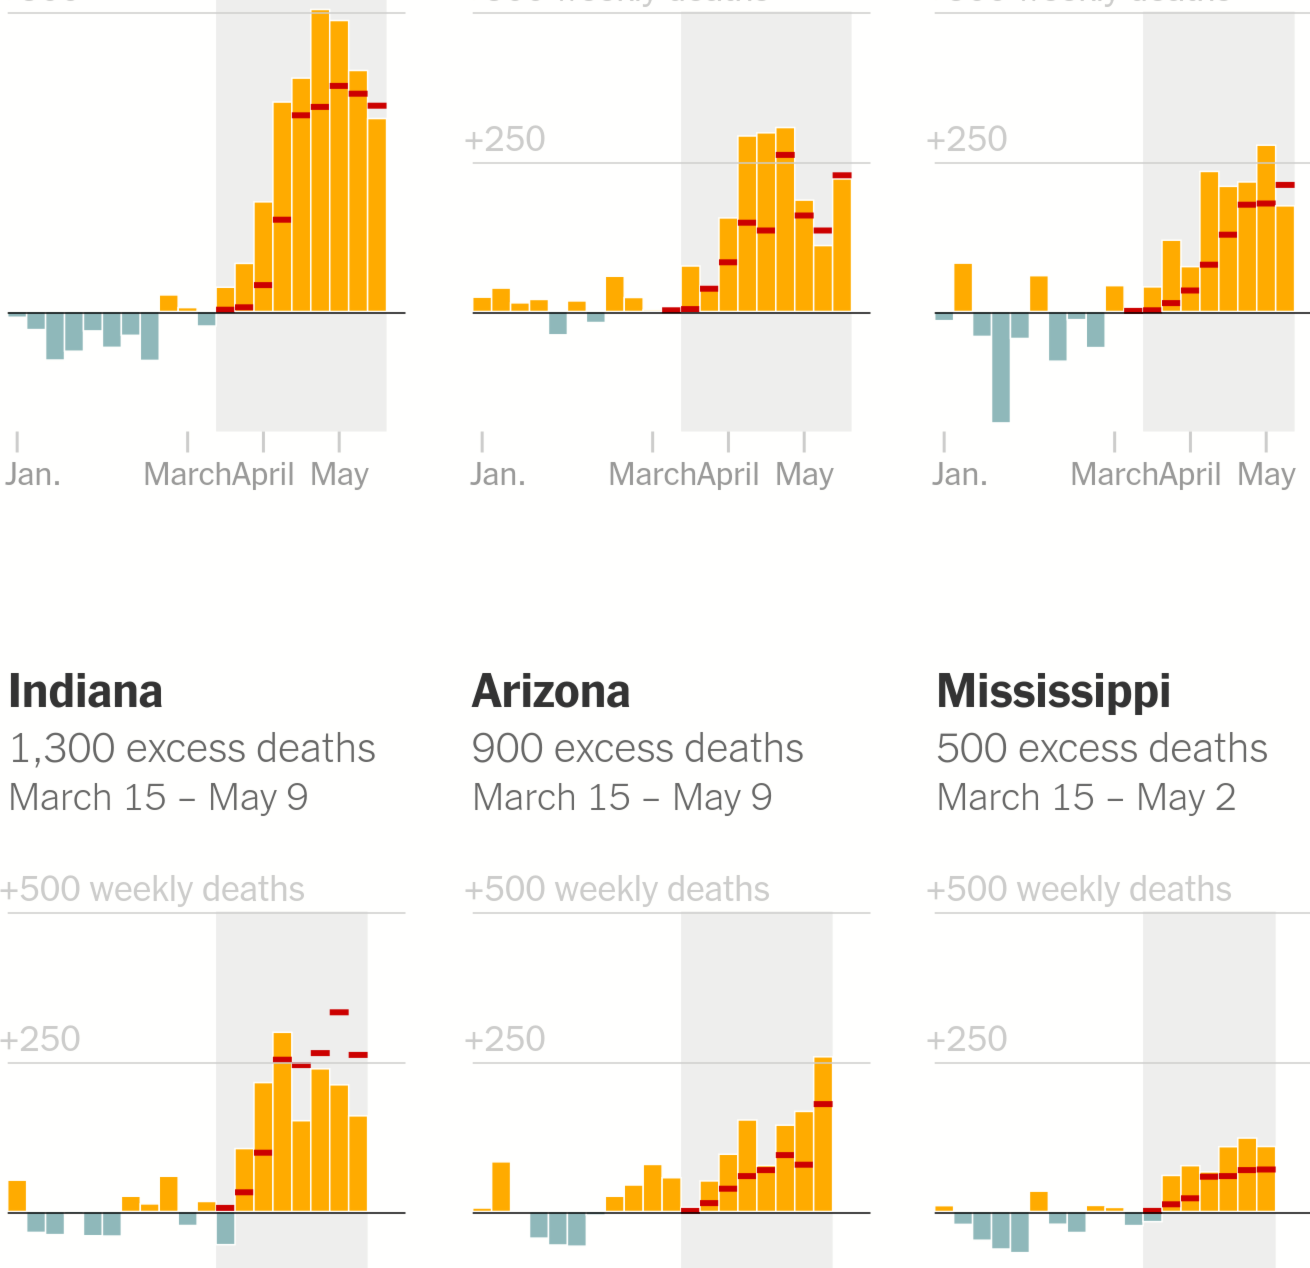 +250 +250
Jan. March April May Jan. March April May Jan. March April May
Indiana Arizona Mississippi
1,300 excess deaths 900 excess deaths 500 excess deaths
March 15 – May 9 March 15 – May 9 March 15 – May 2
+500 weekly deaths +500 weekly deaths +500 weekly deaths
+250 +250 +250